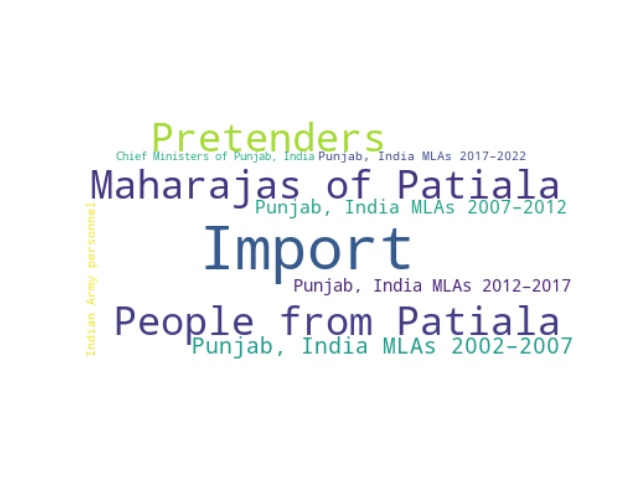 Pretenders
Chief Ministers of Punjab, India
Punjab, India MLAs 2017–2022
Maharajas of Patiala
Punjab, India MLAs 2007–2012
Indian Army personnel
Import
Punjab, India MLAs 2012–2017
People from Patiala
Punjab, India MLAs 2002–2007